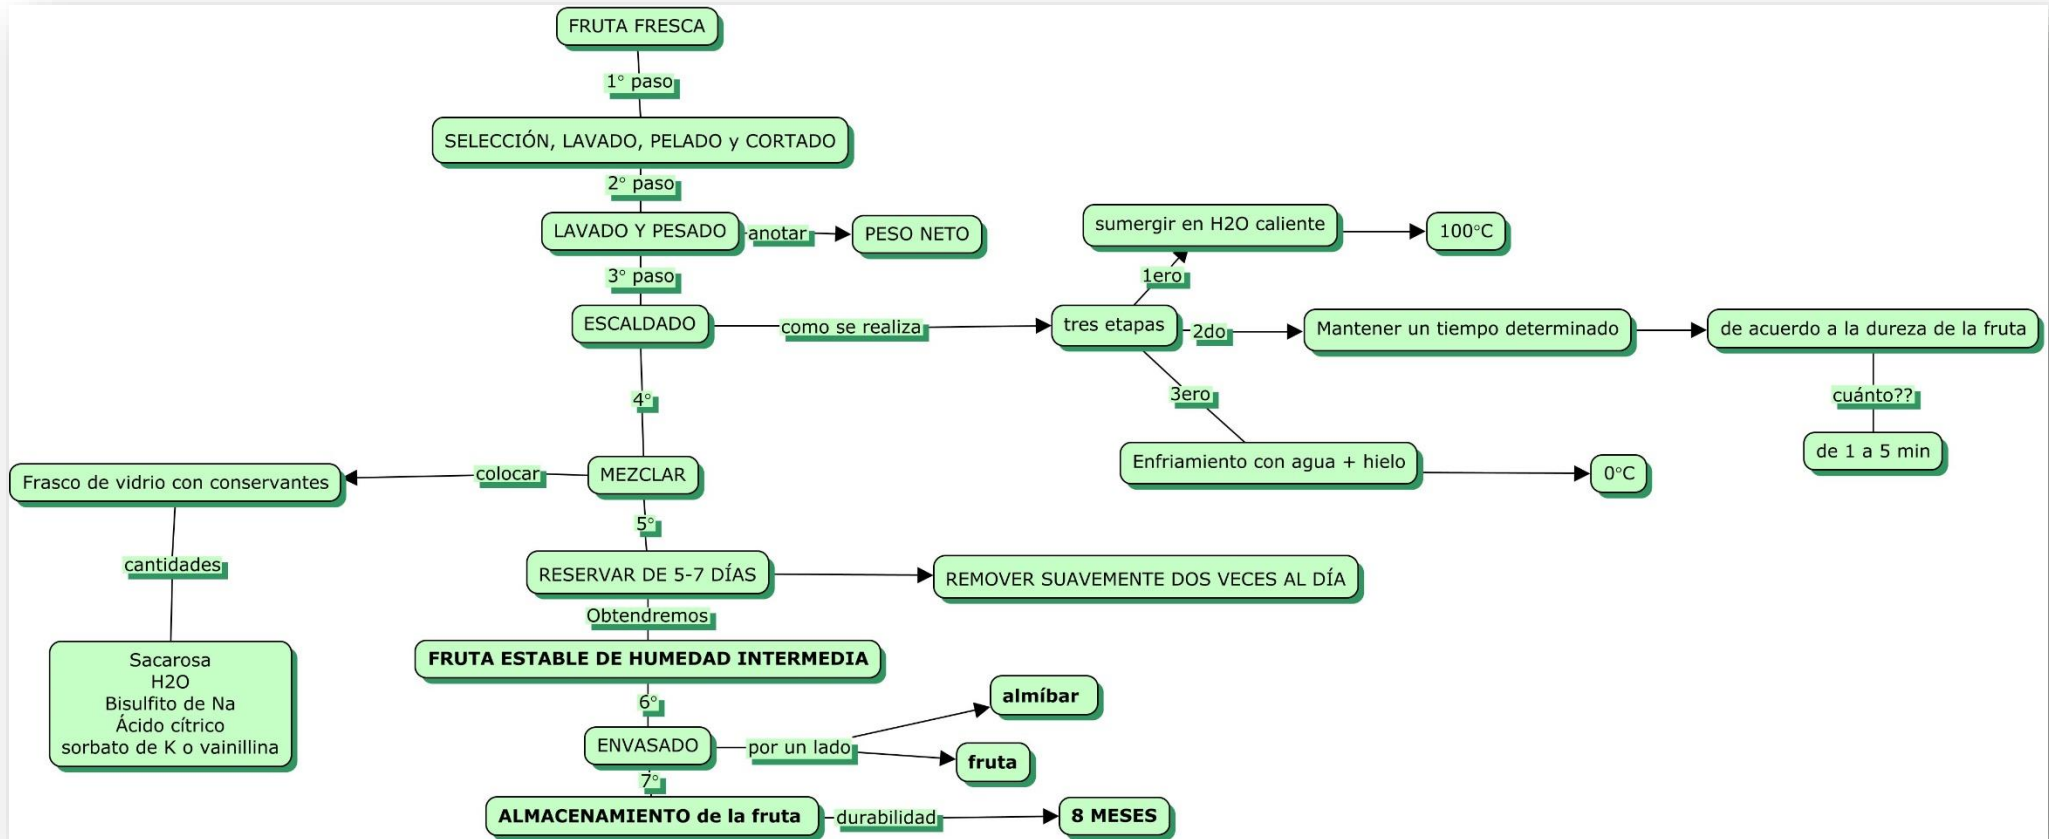 FRUTA FRESCA
1° paso
SELECCIÓN, LAVADO, PELADO y CORTADO
2° paso
LAVADO Y PESADO
anotar
PESO NETO
3° paso
ESCALDADO
como se realiza
tres etapas
1ero
sumergir en H2O caliente
100°C
2do
Mantener un tiempo determinado
de acuerdo a la dureza de la fruta
cuánto??
de 1 a 5 min
3ero
Enfriamiento con agua + hielo
0°C
4°
MEZCLAR
colocar
Frasco de vidrio con conservantes
cantidades
Sacarosa
H2O
Bisulfito de Na
Ácido cítrico
sorbato de K o vainillina
5°
RESERVAR DE 5-7 DÍAS
REMOVER SUAVEMENTE DOS VECES AL DÍA
Obtendremos
FRUTA ESTABLE DE HUMEDAD INTERMEDIA
6°
ENVASADO
por un lado
almíbar
fruta
7°
ALMACENAMIENTO de la fruta
durabilidad
8 MESES